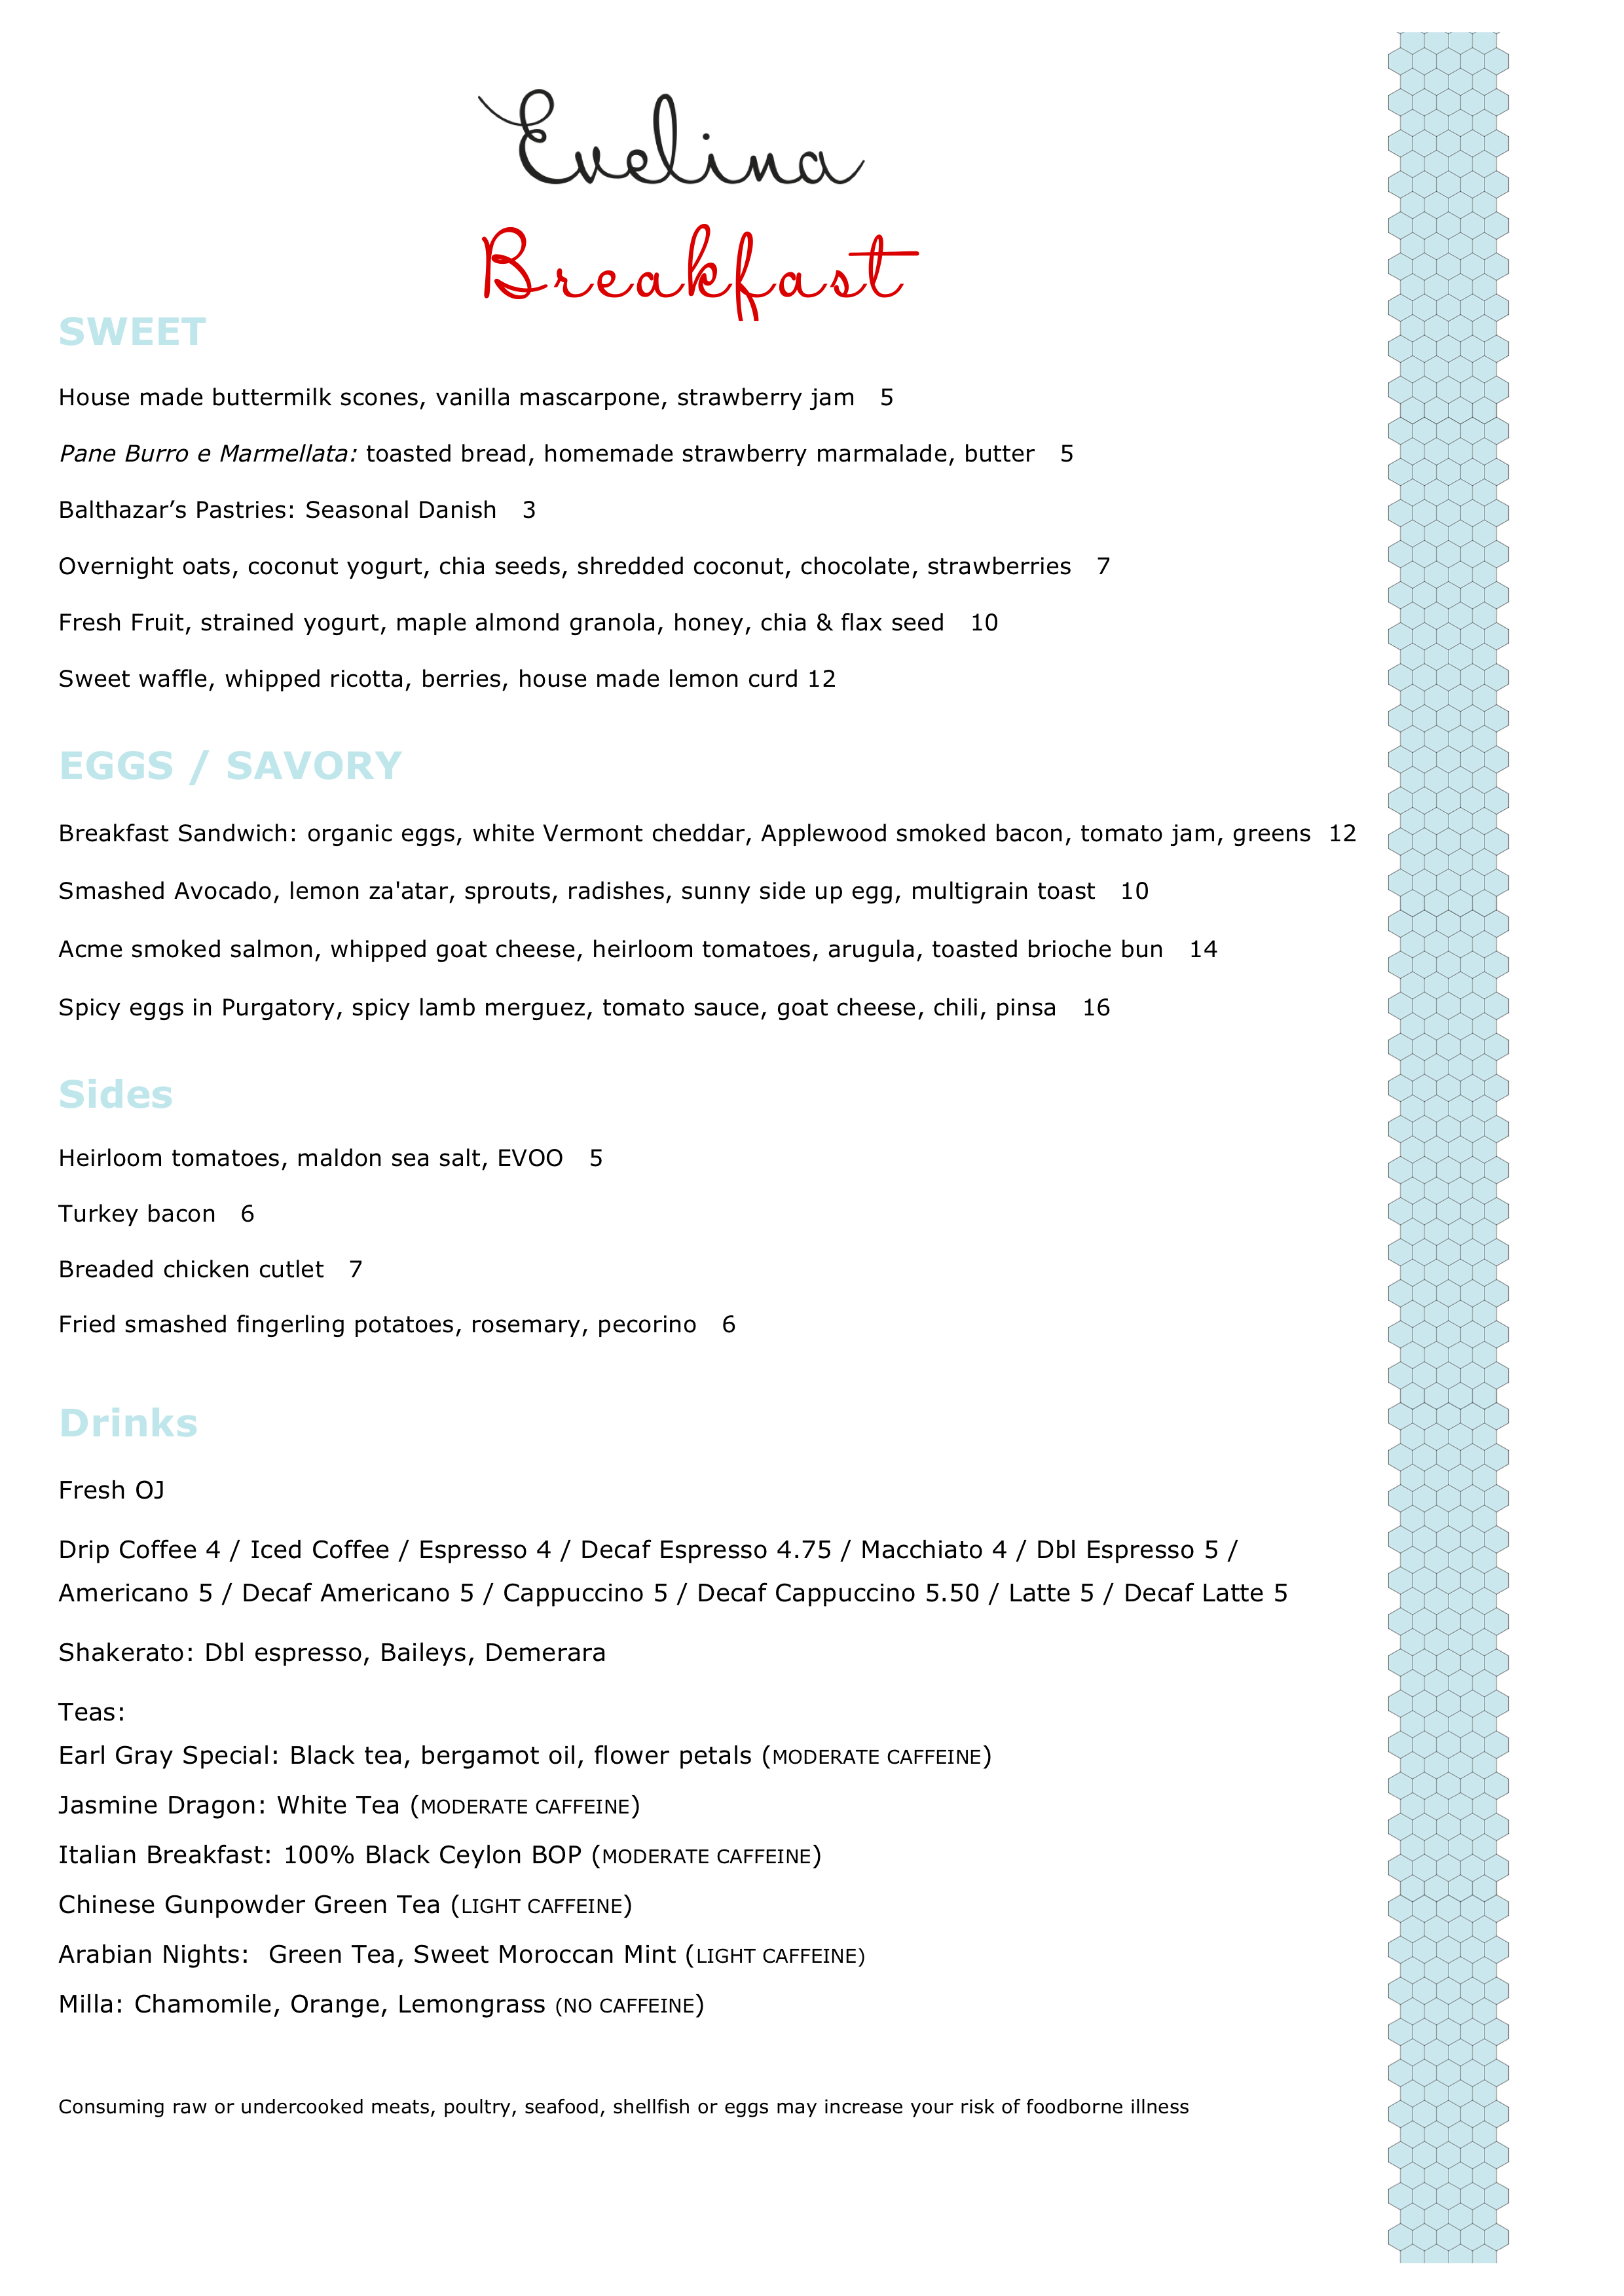 Evelina
Breakfast
SWEET
House made buttermilk scones, vanilla mascarpone, strawberry jam 5
Pane Burro e Marmellata: toasted bread, homemade strawberry marmalade, butter 5
Balthazar’s Pastries: Seasonal Danish 3
Overnight oats, coconut yogurt, chia seeds, shredded coconut, chocolate, strawberries 7
Fresh Fruit, strained yogurt, maple almond granola, honey, chia & flax seed 10
Sweet waffle, whipped ricotta, berries, house made lemon curd 12
EGGS / SAVORY
Breakfast Sandwich: organic eggs, white Vermont cheddar, Applewood smoked bacon, tomato jam, greens 12
Smashed Avocado, lemon za'atar, sprouts, radishes, sunny side up egg, multigrain toast 10
Acme smoked salmon, whipped goat cheese, heirloom tomatoes, arugula, toasted brioche bun 14
Spicy eggs in Purgatory, spicy lamb merguez, tomato sauce, goat cheese, chili, pinsa 16
Sides
Heirloom tomatoes, maldon sea salt, EVOO 5
Turkey bacon 6
Breaded chicken cutlet 7
Fried smashed fingerling potatoes, rosemary, pecorino 6
Drinks
Fresh OJ
Drip Coffee 4 / Iced Coffee / Espresso 4 / Decaf Espresso 4.75 / Macchiato 4 / Dbl Espresso 5 /
Americano 5 / Decaf Americano 5 / Cappuccino 5 / Decaf Cappuccino 5.50 / Latte 5 / Decaf Latte 5
Shakerato: Dbl espresso, Baileys, Demerara
Teas:
Earl Gray Special: Black tea, bergamot oil, flower petals (MODERATE CAFFEINE)
Jasmine Dragon: White Tea (MODERATE CAFFEINE)
Italian Breakfast: 100% Black Ceylon BOP (MODERATE CAFFEINE)
Chinese Gunpowder Green Tea (LIGHT CAFFEINE)
Arabian Nights: Green Tea, Sweet Moroccan Mint (LIGHT CAFFEINE)
Milla: Chamomile, Orange, Lemongrass (NO CAFFEINE)
Consuming raw or undercooked meats, poultry, seafood, shellfish or eggs may increase your risk of foodborne illness